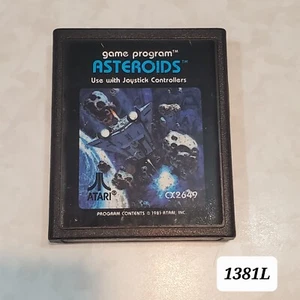 game program™
ASTEROIDS™
Use with Joystick Controllers
ATARI®
CX2649
PROGRAM CONTENTS © 1981 ATARI, INC.
1381L